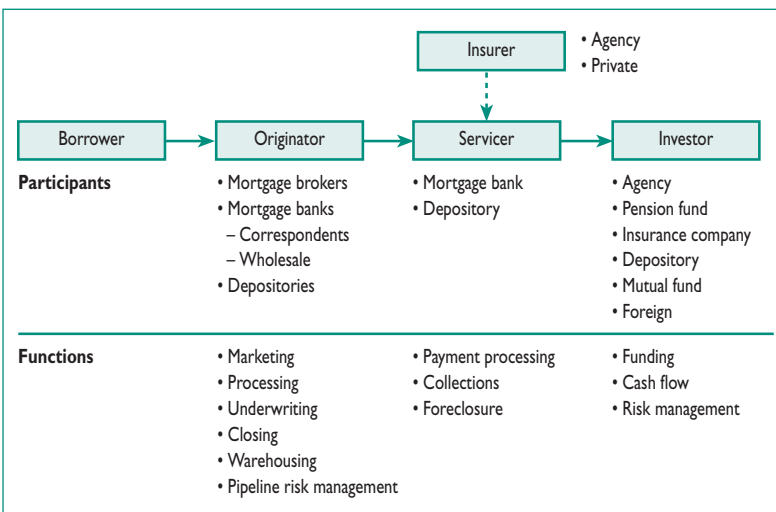 Insurer
• Agency
• Private
Borrower
Originator
Servicer
Investor
Participants
• Mortgage brokers
• Mortgage banks
– Correspondents
– Wholesale
• Depositories
• Mortgage bank
• Depository
• Agency
• Pension fund
• Insurance company
• Depository
• Mutual fund
• Foreign
Functions
• Marketing
• Processing
• Underwriting
• Closing
• Warehousing
• Pipeline risk management
• Payment processing
• Collections
• Foreclosure
• Funding
• Cash flow
• Risk management